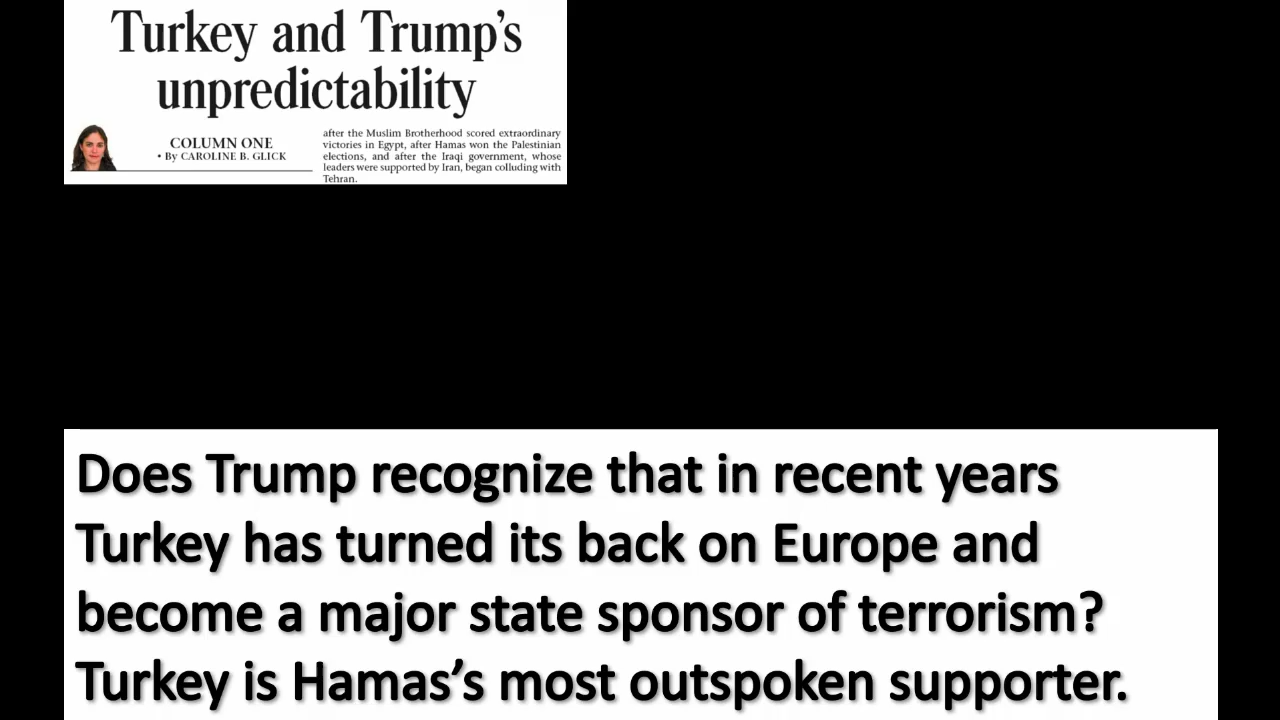 Turkey and Trump's
unpredictability
COLUMN ONE
• By CAROLINE B. GLICK
after the Muslim Brotherhood scored extraordinary
victories in Egypt, after Hamas won the Palestinian
elections, and after the Iraqi government, whose
leaders were supported by Iran, began colluding with
Tehran.
Does Trump recognize that in recent years
Turkey has turned its back on Europe and
become a major state sponsor of terrorism?
Turkey is Hamas's most outspoken supporter.